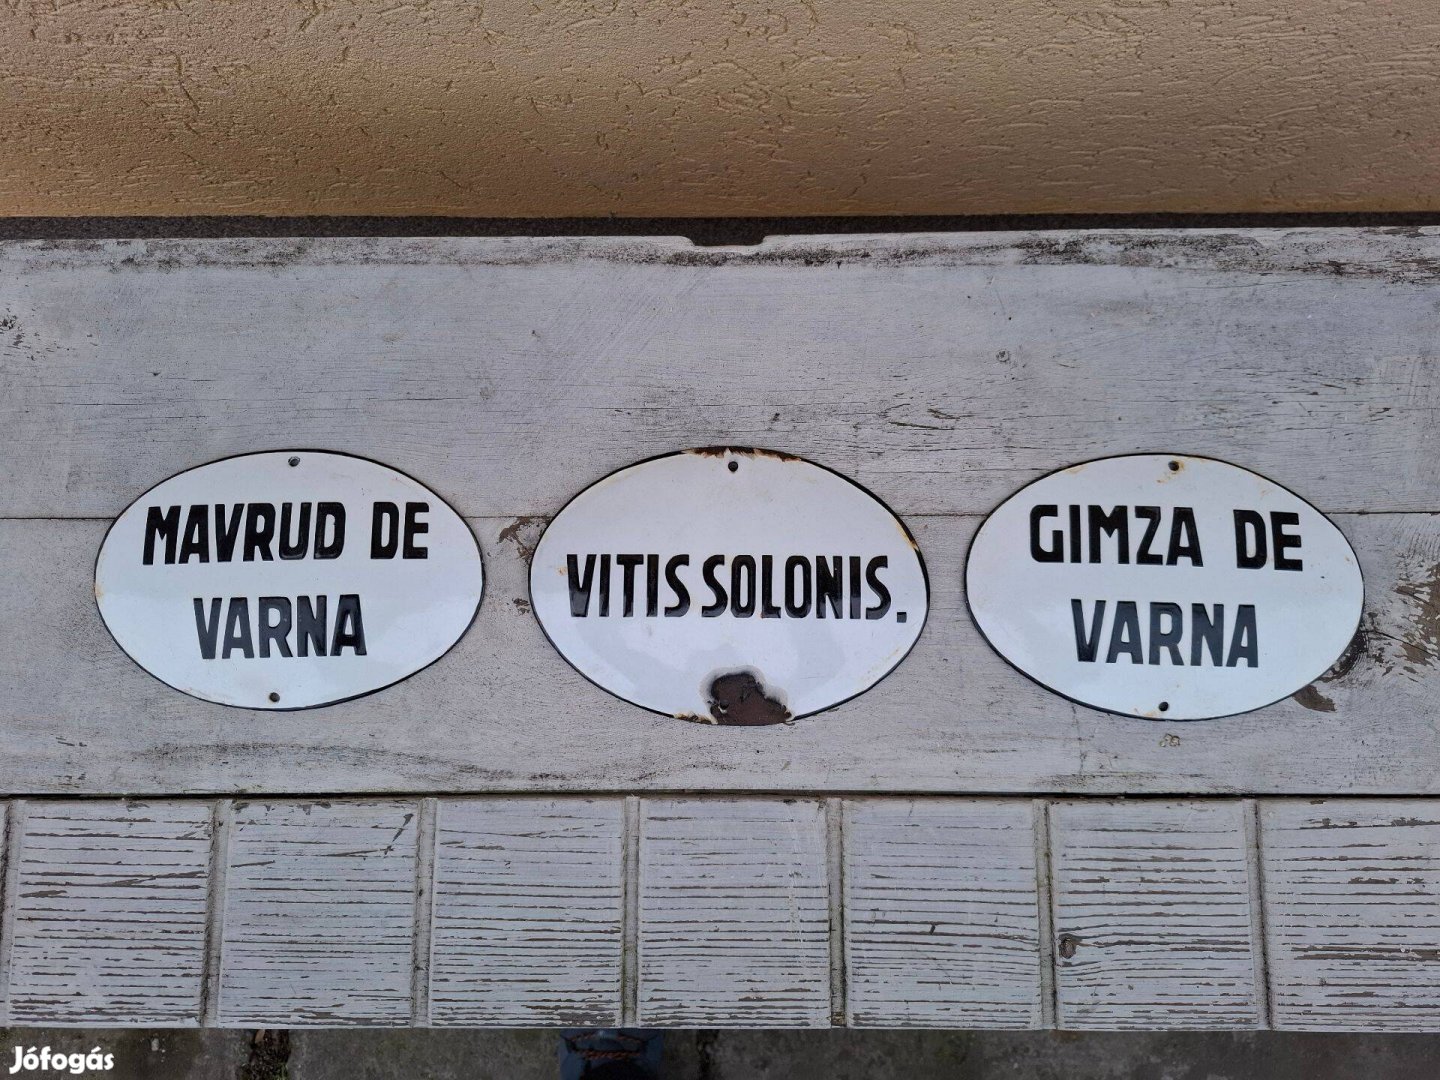 MAVRUD DE
VARNA
VITIS SOLONIS.
GIMZA DE
VARNA
Jófogás